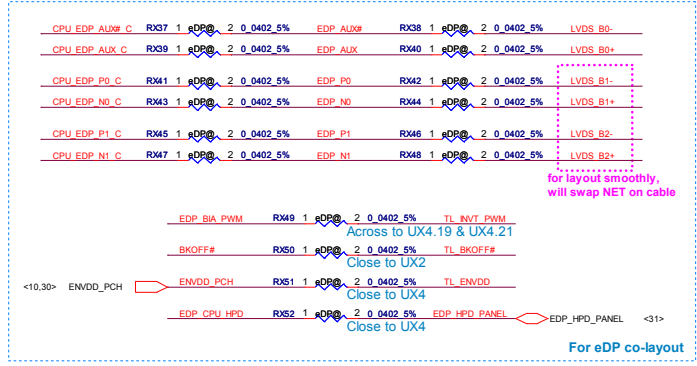 CPU_EDP_AUX#_C RX37 1 eDP@ 2 0_0402_5% EDP_AUX# RX38 1 eDP@ 2 0_0402_5% LVDS_B0-
CPU_EDP_AUX_C RX39 1 eDP@ 2 0_0402_5% EDP_AUX RX40 1 eDP@ 2 0_0402_5% LVDS_B0+
CPU_EDP_P0_C RX41 1 eDP@ 2 0_0402_5% EDP_P0 RX42 1 eDP@ 2 0_0402_5% LVDS_B1-
CPU_EDP_N0_C RX43 1 eDP@ 2 0_0402_5% EDP_N0 RX44 1 eDP@ 2 0_0402_5% LVDS_B1+
CPU_EDP_P1_C RX45 1 eDP@ 2 0_0402_5% EDP_P1 RX46 1 eDP@ 2 0_0402_5% LVDS_B2-
CPU_EDP_N1_C RX47 1 eDP@ 2 0_0402_5% EDP_N1 RX48 1 eDP@ 2 0_0402_5% LVDS_B2+
for layout smoothly,
will swap NET on cable
EDP_BIA_PWM RX49 1 eDP@ 2 0_0402_5% TL_INVT_PWM
Across to UX4.19 & UX4.21
BKOFF# RX50 1 eDP@ 2 0_0402_5% TL_BKOFF#
Close to UX2
<10,30> ENVDD_PCH ENVDD_PCH RX51 1 eDP@ 2 0_0402_5% TL_ENVDD
Close to UX4
EDP_CPU_HPD RX52 1 eDP@ 2 0_0402_5% EDP_HPD_PANEL EDP_HPD_PANEL <31>
Close to UX4
For eDP co-layout